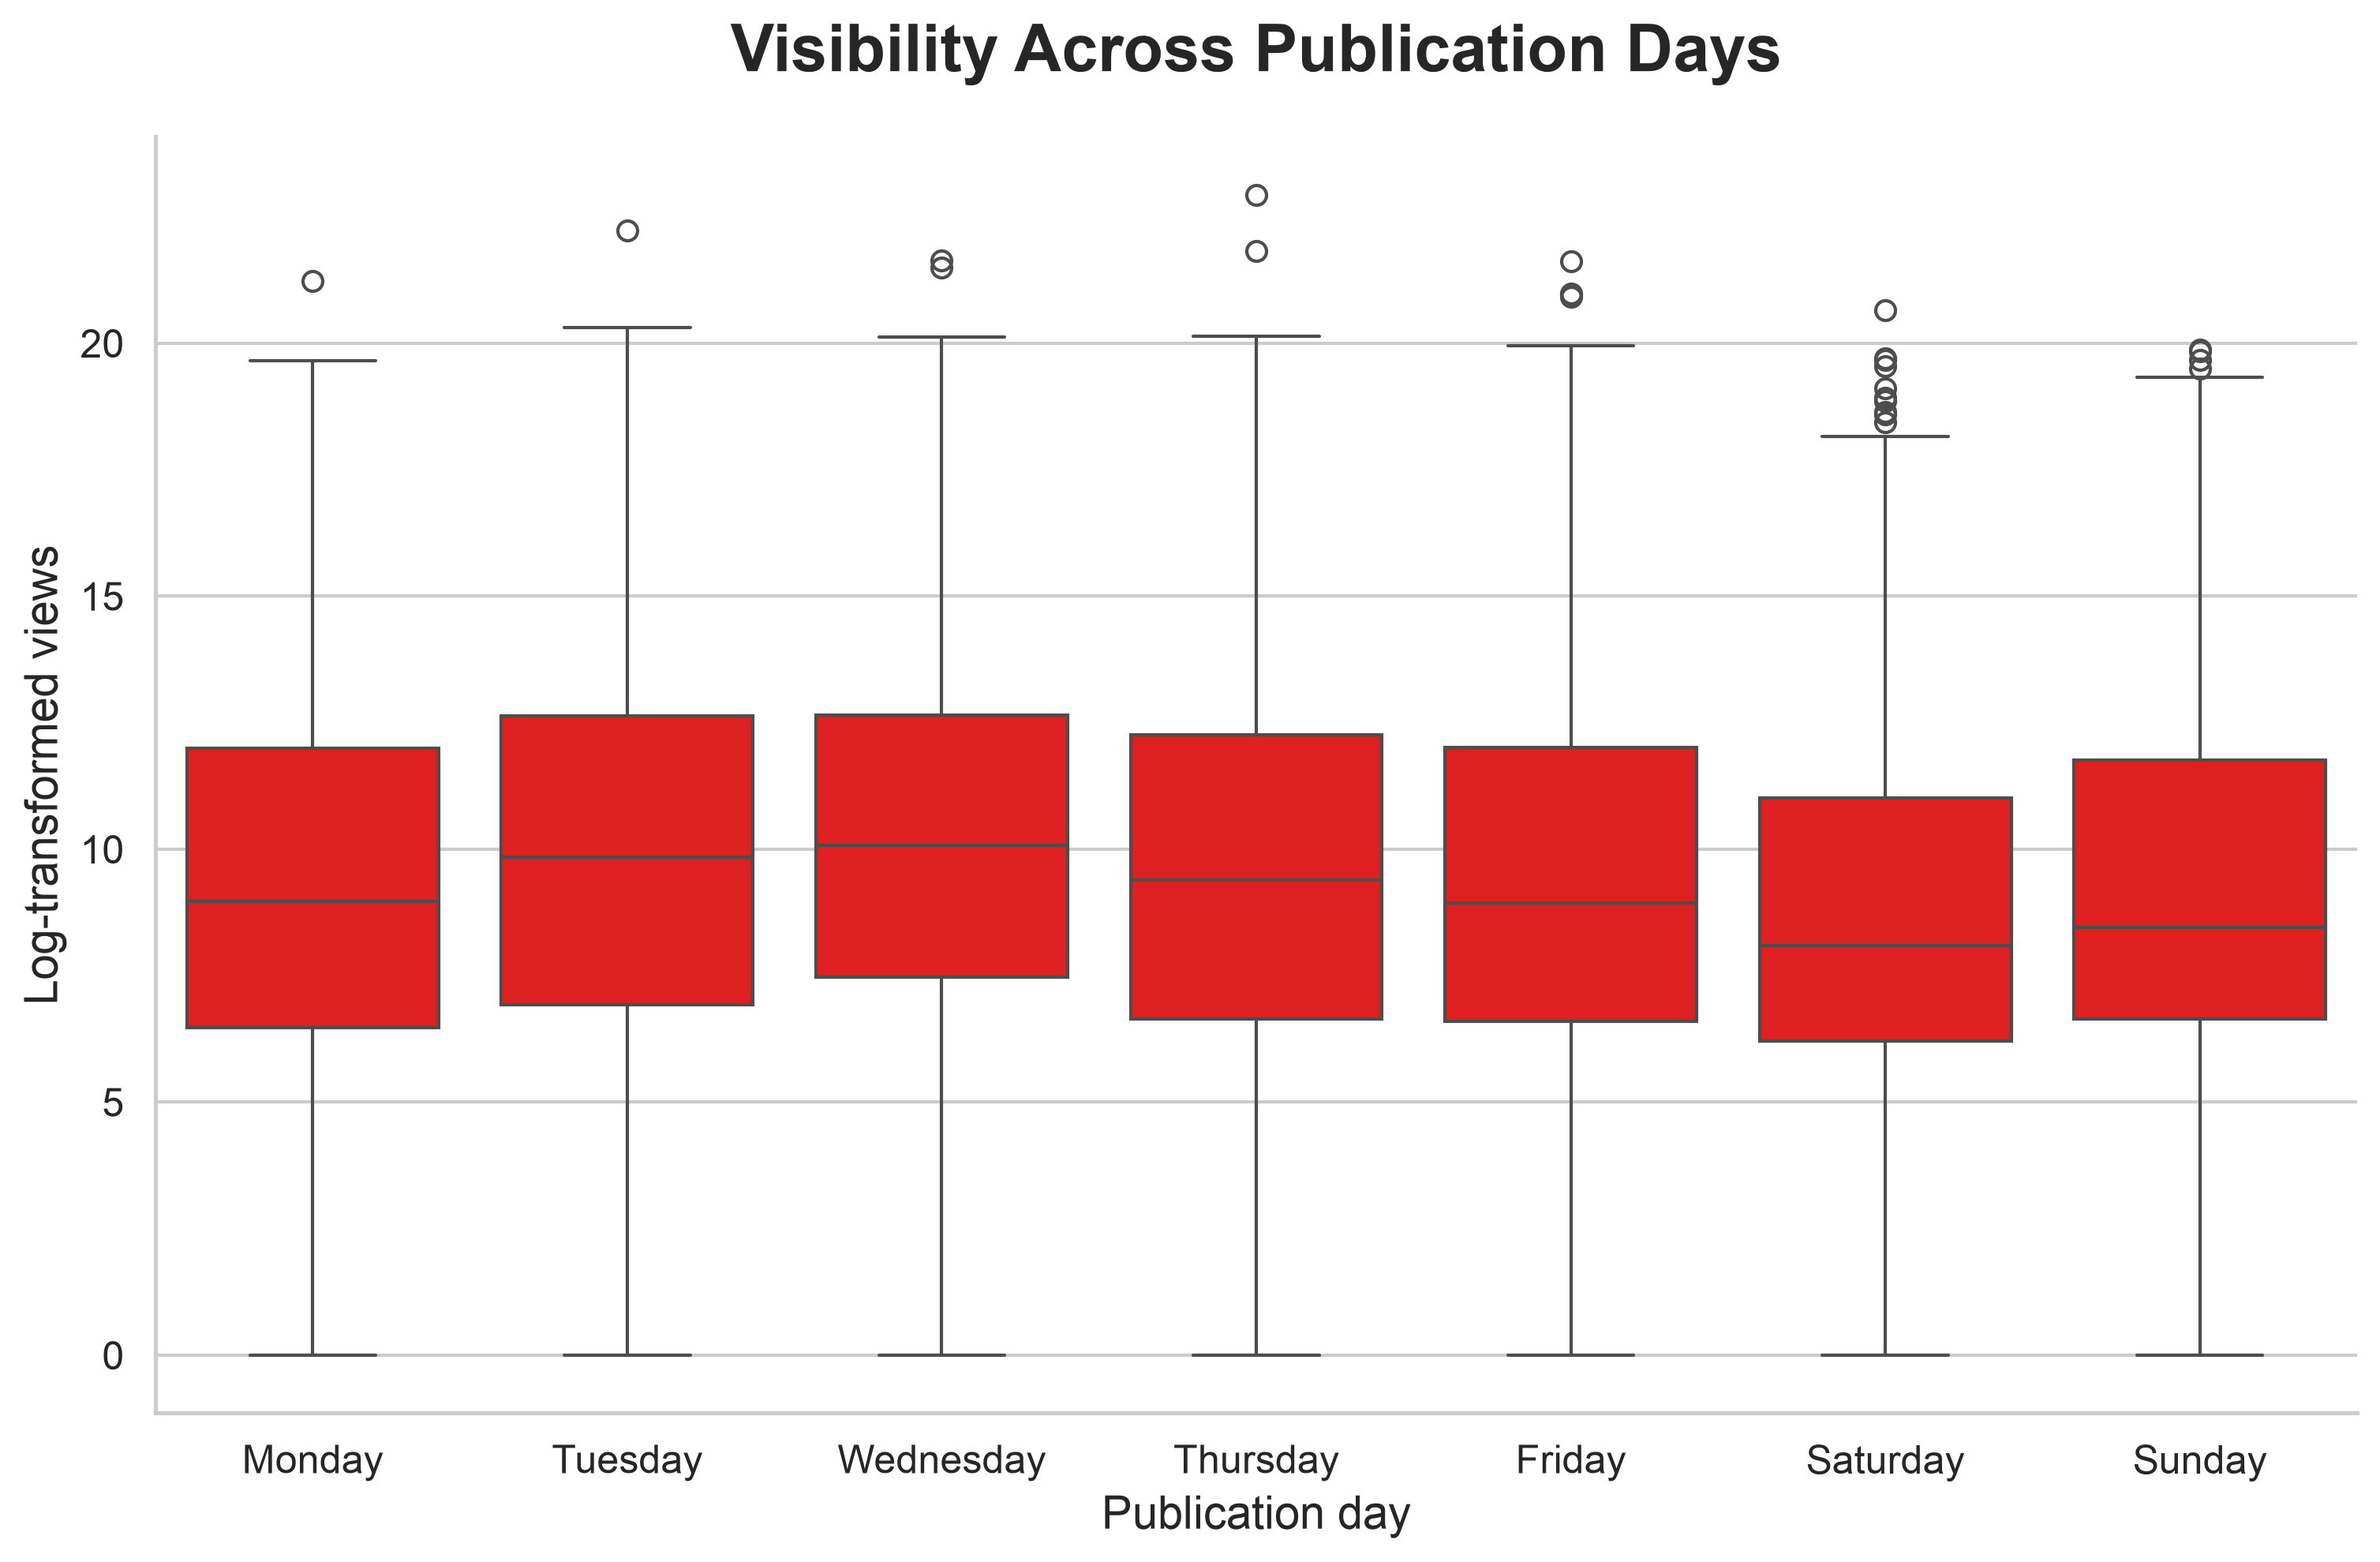 Visibility Across Publication Days
Log-transformed views
20
15
10
5
0
Monday Tuesday Wednesday Thursday Friday Saturday Sunday
Publication day